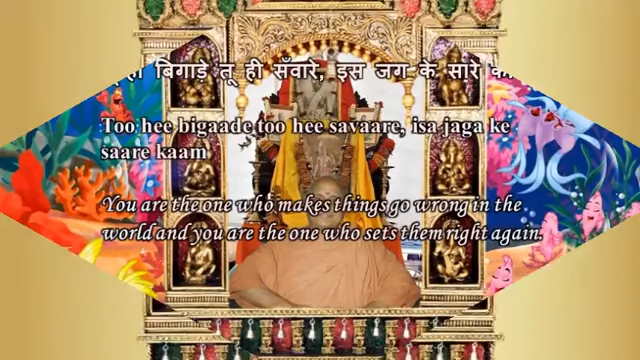 बिगाड़े तू ही सँवारे, इस जग के सारे
Too hee bigaade too hee savaare, isa jaga ke
saare kaam
You are the one who makes things go wrong in the
world and you are the one who sets them right again.